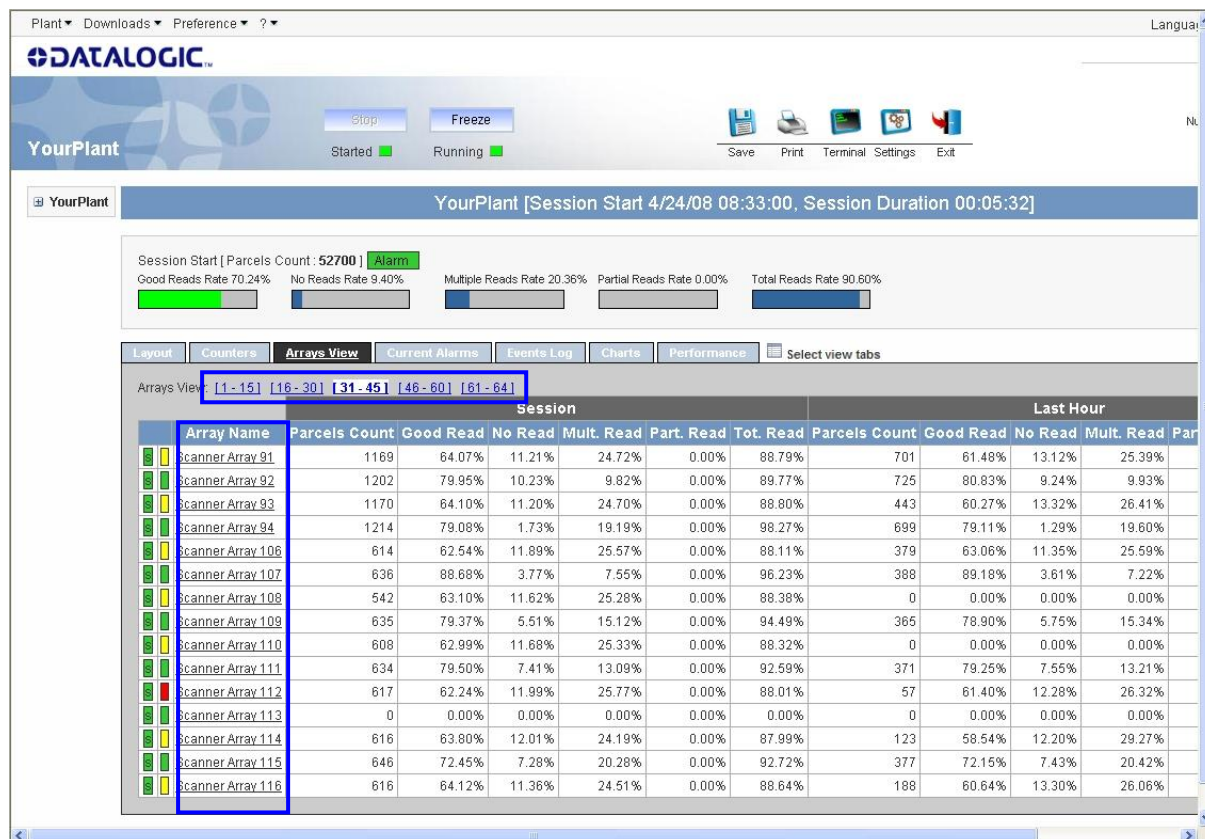 Plant Downloads Preference ?
Languag
DATALOGIC™
YourPlant
Stop Freeze
Started Running
Save Print Terminal Settings Exit
Nu
YourPlant
YourPlant [Session Start 4/24/08 08:33:00, Session Duration 00:05:32]
Session Start [ Parcels Count : 52700 ] Alarm
Good Reads Rate 70.24% No Reads Rate 9.40% Multiple Reads Rate 20.36% Partial Reads Rate 0.00% Total Reads Rate 90.60%
Layout Counters Arrays View Current Alarms Events Log Charts Performance Select view tabs
Arrays View: [1 - 15] [16 - 30] [31 - 45] [46 - 60] [61 - 64]
Session Last Hour
Array Name Parcels Count Good Read No Read Mult. Read Part. Read Tot. Read Parcels Count Good Read No Read Mult. Read Par
S Scanner Array 91 1169 64.07% 11.21% 24.72% 0.00% 88.79% 701 61.48% 13.12% 25.39%
S Scanner Array 92 1202 79.95% 10.23% 9.82% 0.00% 89.77% 725 80.83% 9.24% 9.93%
S Scanner Array 93 1170 64.10% 11.20% 24.70% 0.00% 88.80% 443 60.27% 13.32% 26.41%
S Scanner Array 94 1214 79.08% 1.73% 19.19% 0.00% 98.27% 699 79.11% 1.29% 19.60%
S Scanner Array 106 614 62.54% 11.89% 25.57% 0.00% 88.11% 379 63.06% 11.35% 25.59%
S Scanner Array 107 636 88.68% 3.77% 7.55% 0.00% 96.23% 388 89.18% 3.61% 7.22%
S Scanner Array 108 542 63.10% 11.62% 25.28% 0.00% 88.38% 0 0.00% 0.00% 0.00%
S Scanner Array 109 635 79.37% 5.51% 15.12% 0.00% 94.49% 365 78.90% 5.75% 15.34%
S Scanner Array 110 608 62.99% 11.68% 25.33% 0.00% 88.32% 0 0.00% 0.00% 0.00%
S Scanner Array 111 634 79.50% 7.41% 13.09% 0.00% 92.59% 371 79.25% 7.55% 13.21%
S Scanner Array 112 617 62.24% 11.99% 25.77% 0.00% 88.01% 57 61.40% 12.28% 26.32%
S Scanner Array 113 0 0.00% 0.00% 0.00% 0.00% 0.00% 0 0.00% 0.00% 0.00%
S Scanner Array 114 616 63.80% 12.01% 24.19% 0.00% 87.99% 123 58.54% 12.20% 29.27%
S Scanner Array 115 646 72.45% 7.28% 20.28% 0.00% 92.72% 377 72.15% 7.43% 20.42%
S Scanner Array 116 616 64.12% 11.36% 24.51% 0.00% 88.64% 188 60.64% 13.30% 26.06%